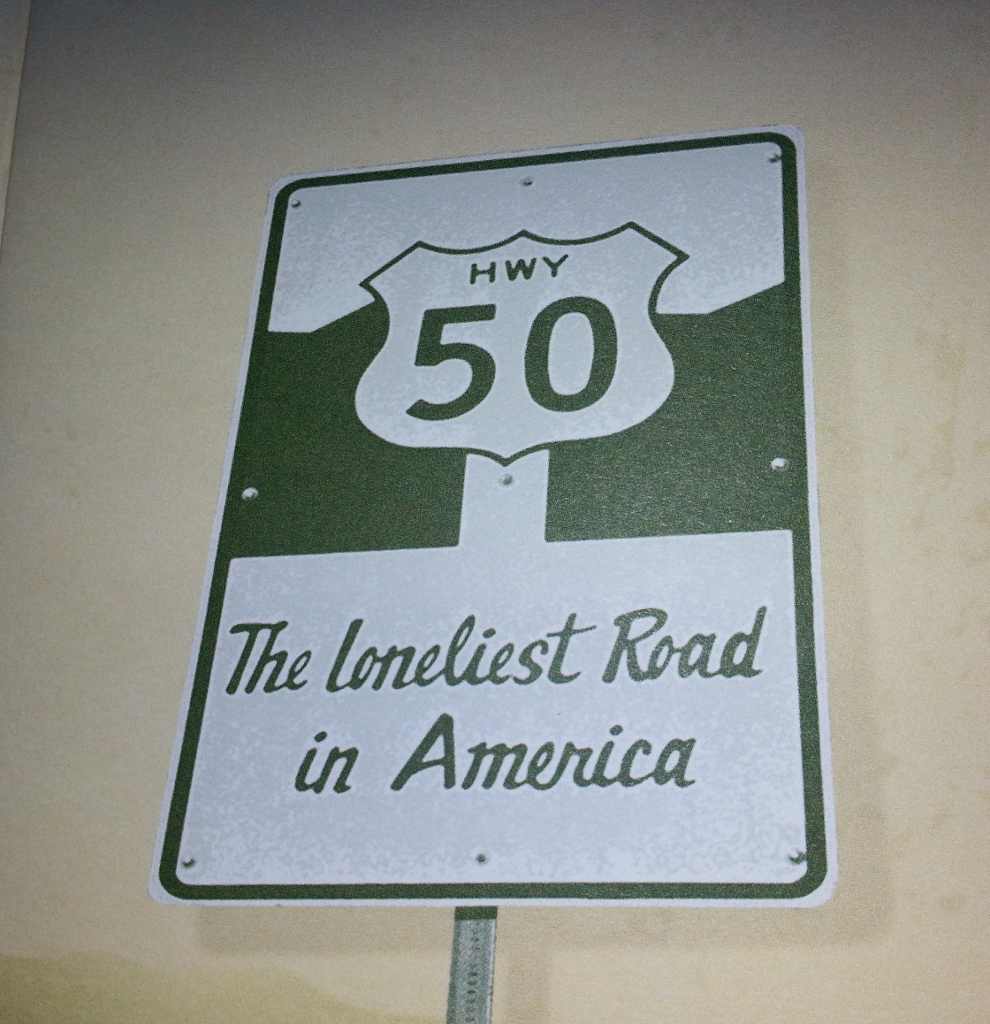 HWY
50
The loneliest Road
in America